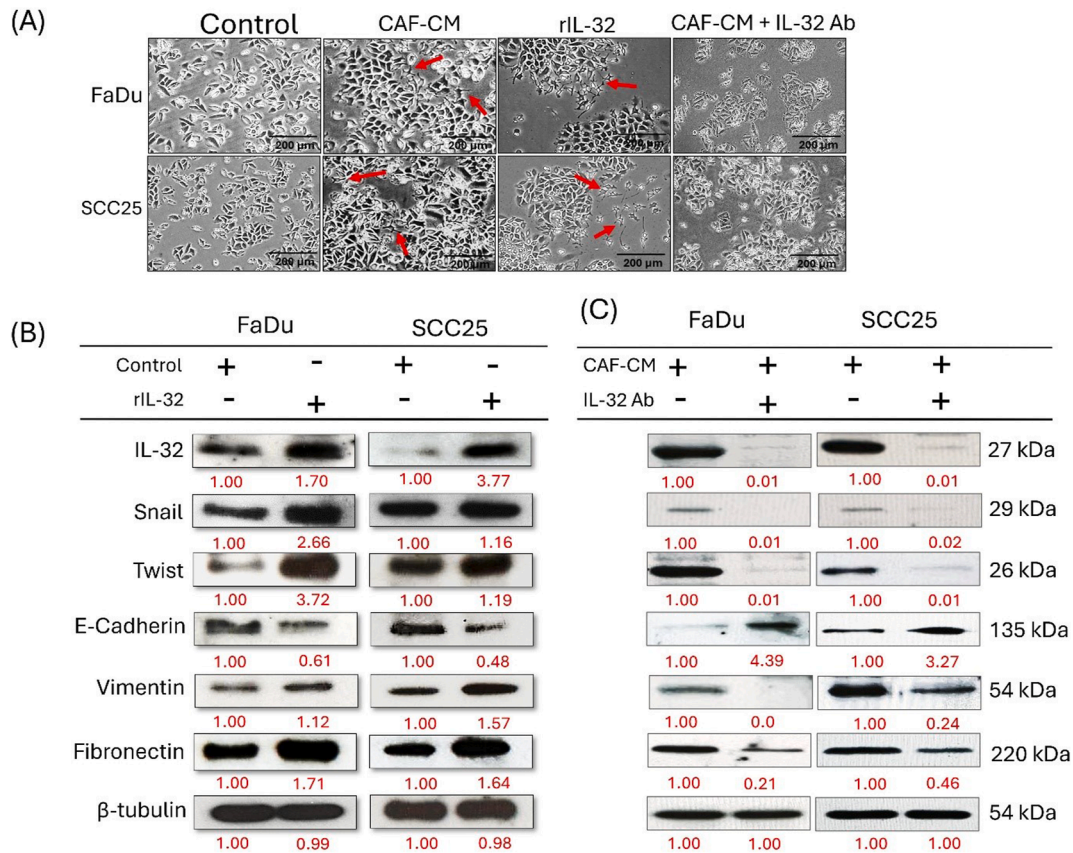 (A)
Control CAF-CM rIL-32 CAF-CM + IL-32 Ab
FaDu
200 μm 200 μm 200 μm 200 μm
SCC25
200 μm 200 μm 200 μm 200 μm
(B)
FaDu SCC25
Control + - + -
rIL-32 - + - +
IL-32
1.00 1.70 1.00 3.77
Snail
1.00 2.66 1.00 1.16
Twist
1.00 3.72 1.00 1.19
E-Cadherin
1.00 0.61 1.00 0.48
Vimentin
1.00 1.12 1.00 1.57
Fibronectin
1.00 1.71 1.00 1.64
β-tubulin
1.00 0.99 1.00 0.98
(C)
FaDu SCC25
CAF-CM + + + +
IL-32 Ab - + - +
27 kDa
1.00 0.01 1.00 0.01
29 kDa
1.00 0.01 1.00 0.02
26 kDa
1.00 0.01 1.00 0.01
135 kDa
1.00 4.39 1.00 3.27
54 kDa
1.00 0.0 1.00 0.24
220 kDa
1.00 0.21 1.00 0.46
54 kDa
1.00 1.00 1.00 1.00